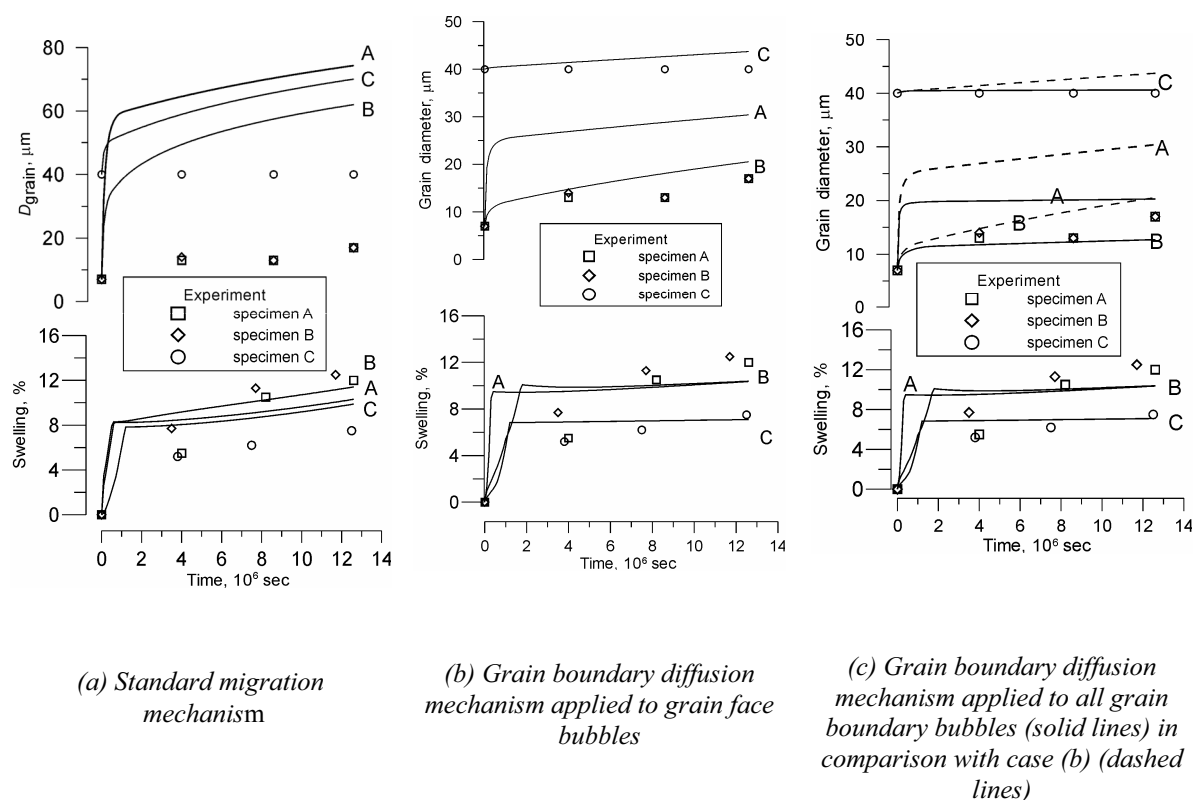 80
60
40
20
0
Dgrain, μm
A
C
B
Experiment
specimen A
specimen B
specimen C
16
12
8
4
0
Swelling, %
B
A
C
0 2 4 6 8 10 12 14
Time, 10⁶ sec
(a) Standard migration
mechanism
50
40
30
20
10
0
Grain diameter, μm
C
A
B
Experiment
specimen A
specimen B
specimen C
16
12
8
4
0
Swelling, %
A
B
C
0 2 4 6 8 10 12 14
Time, 10⁶ sec
(b) Grain boundary diffusion
mechanism applied to grain face
bubbles
50
40
30
20
10
0
Grain diameter, μm
C
A
A
B
B
Experiment
specimen A
specimen B
specimen C
16
12
8
4
0
Swelling, %
A
B
C
0 2 4 6 8 10 12 14
Time, 10⁶ sec
(c) Grain boundary diffusion
mechanism applied to all grain
boundary bubbles (solid lines) in
comparison with case (b) (dashed
lines)